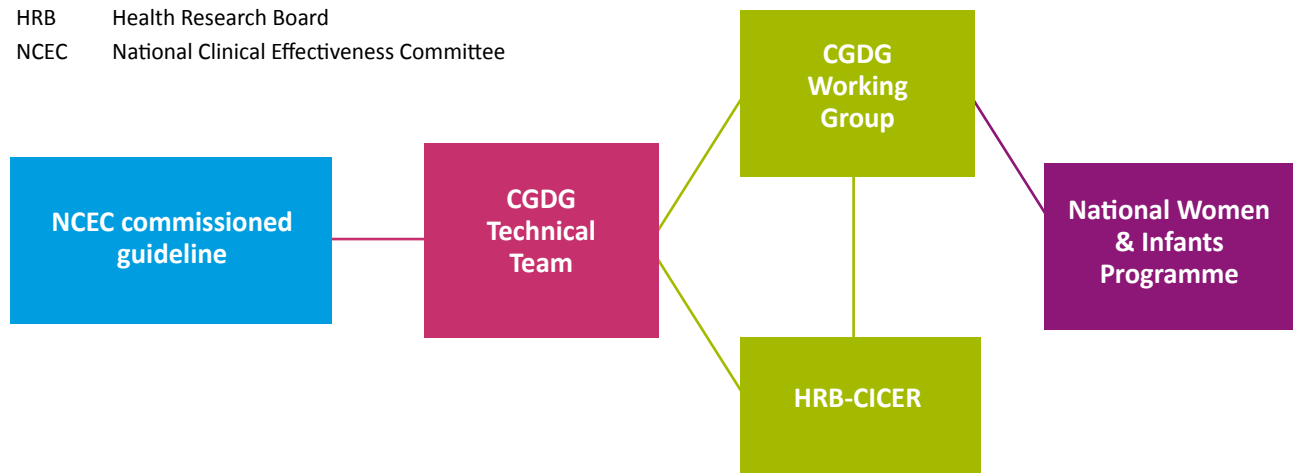 HRB Health Research Board
NCEC National Clinical Effectiveness Committee
NCEC commissioned
guideline
CGDG
Technical
Team
CGDG
Working
Group
HRB-CICER
National Women
& Infants
Programme